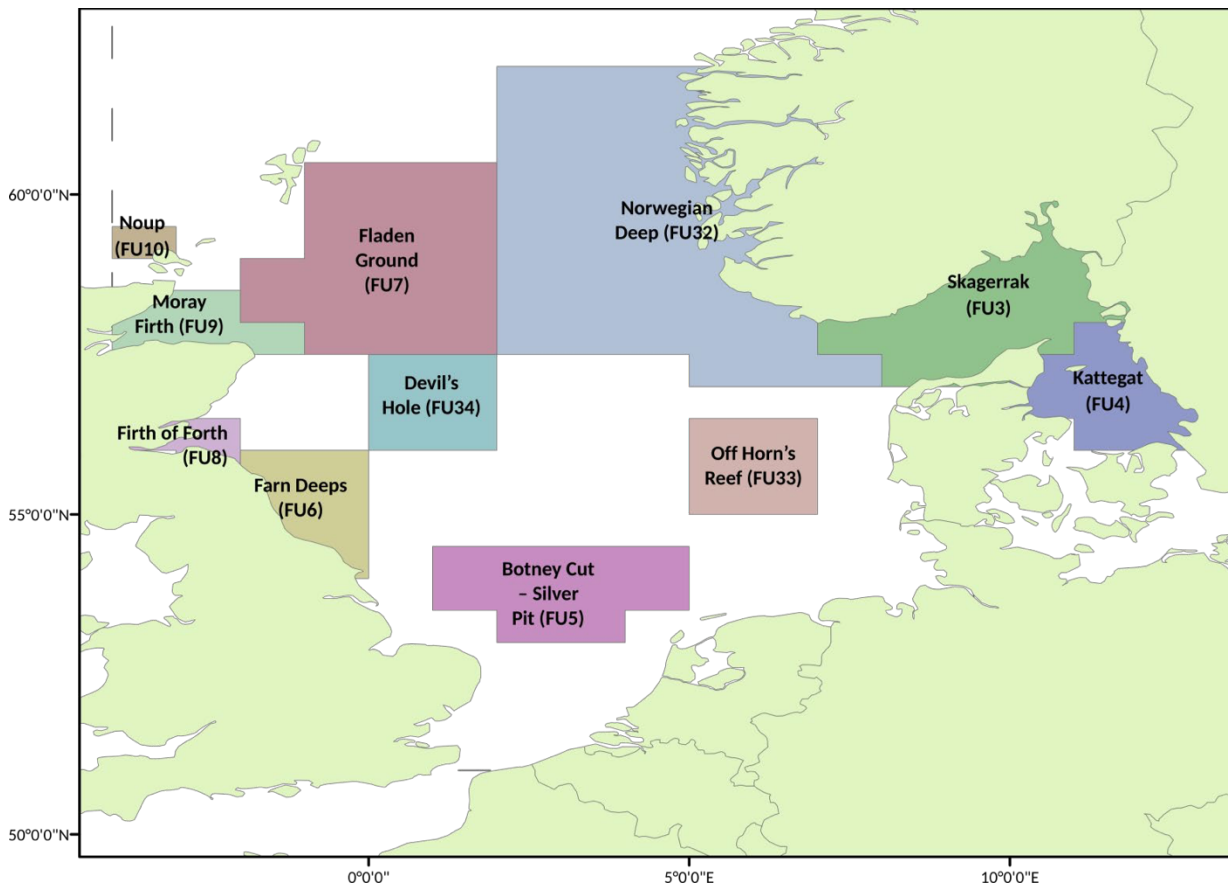 60°0'0"N
55°0'0"N
50°0'0"N
Noup
(FU10)
Moray
Firth (FU9)
Fladen
Ground
(FU7)
Norwegian
Deep (FU32)
Skagerrak
(FU3)
Kattegat
(FU4)
Devil's
Hole (FU34)
Firth of Forth
(FU8)
Farn Deeps
(FU6)
Off Horn's
Reef (FU33)
Botney Cut
– Silver
Pit (FU5)
0°0'0"
5°0'0"E
10°0'0"E